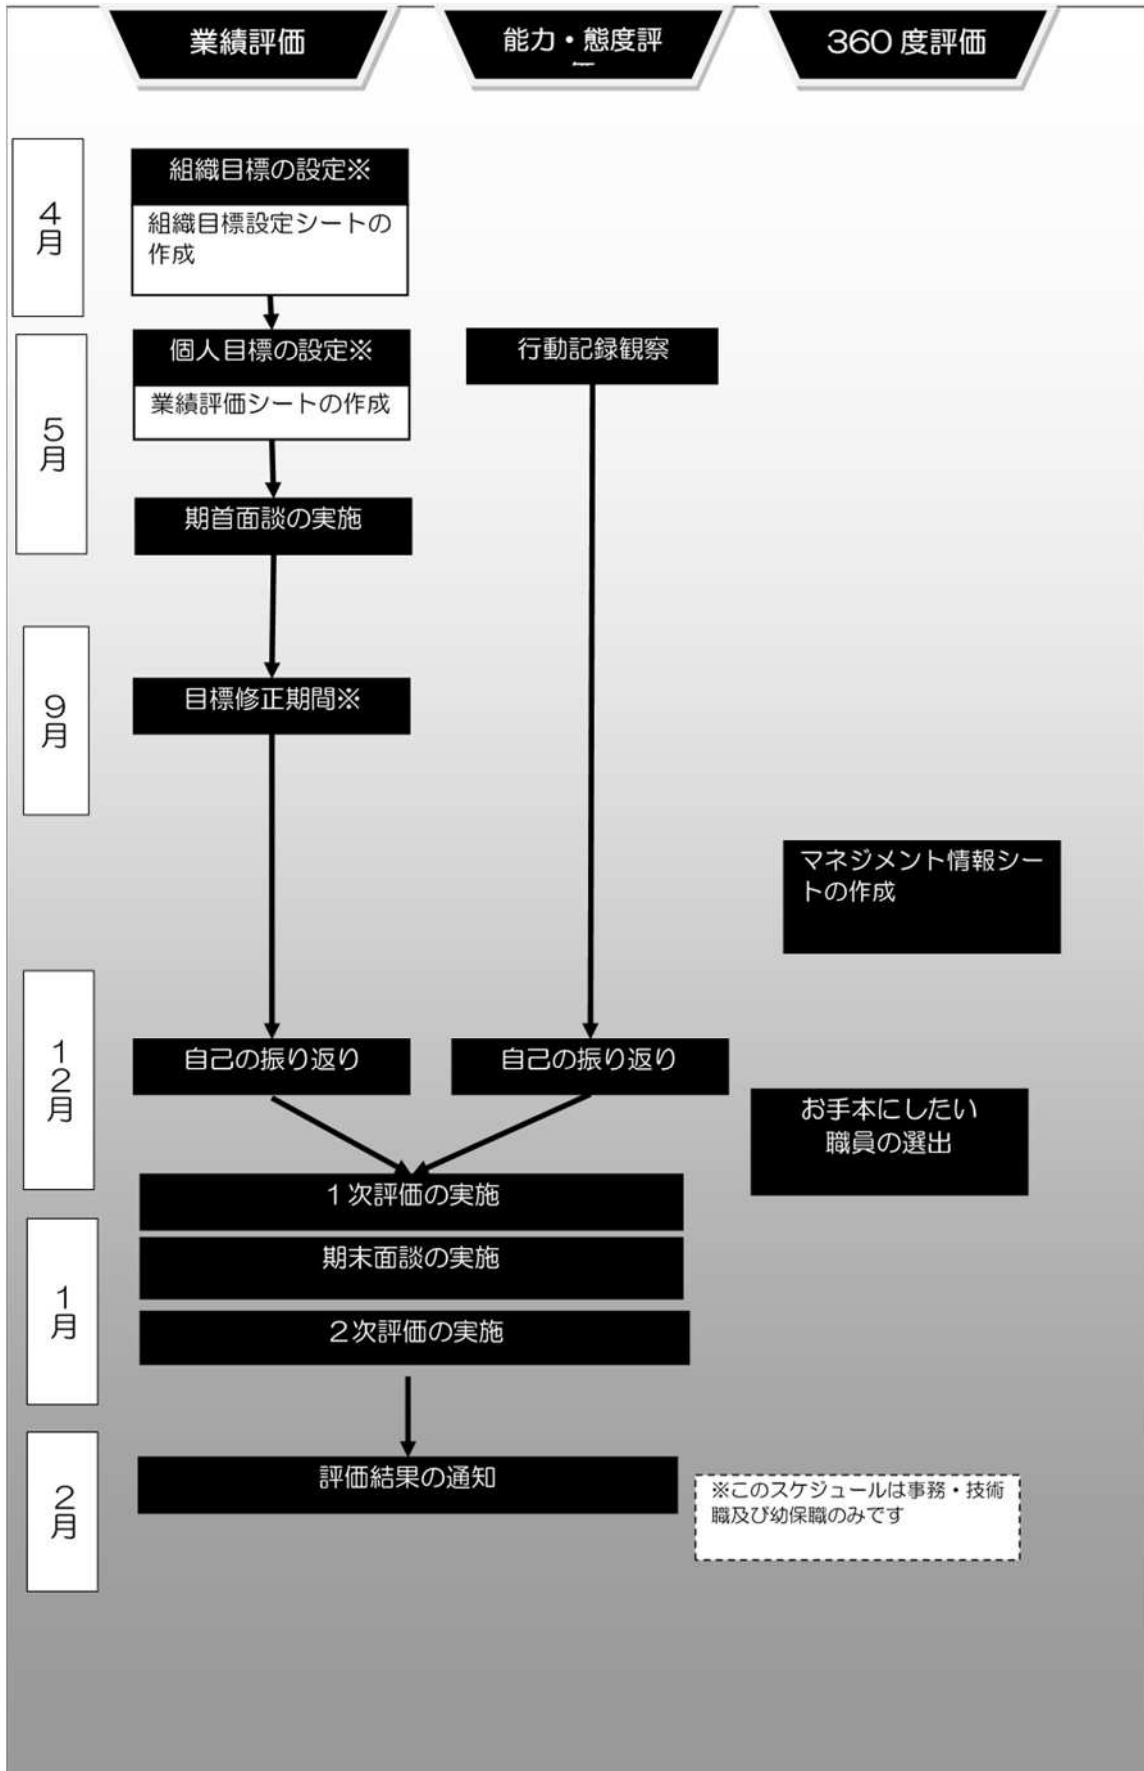 業績評価
能力・態度評
360度評価
4月
組織目標の設定※
組織目標設定シートの
作成
5月
個人目標の設定※
業績評価シートの作成
行動記録観察
期首面談の実施
9月
目標修正期間※
マネジメント情報シー
トの作成
12月
自己の振り返り
自己の振り返り
お手本にしたい
職員の選出
1次評価の実施
1月
期末面談の実施
2次評価の実施
2月
評価結果の通知
※このスケジュールは事務・技術
職及び幼保職のみです